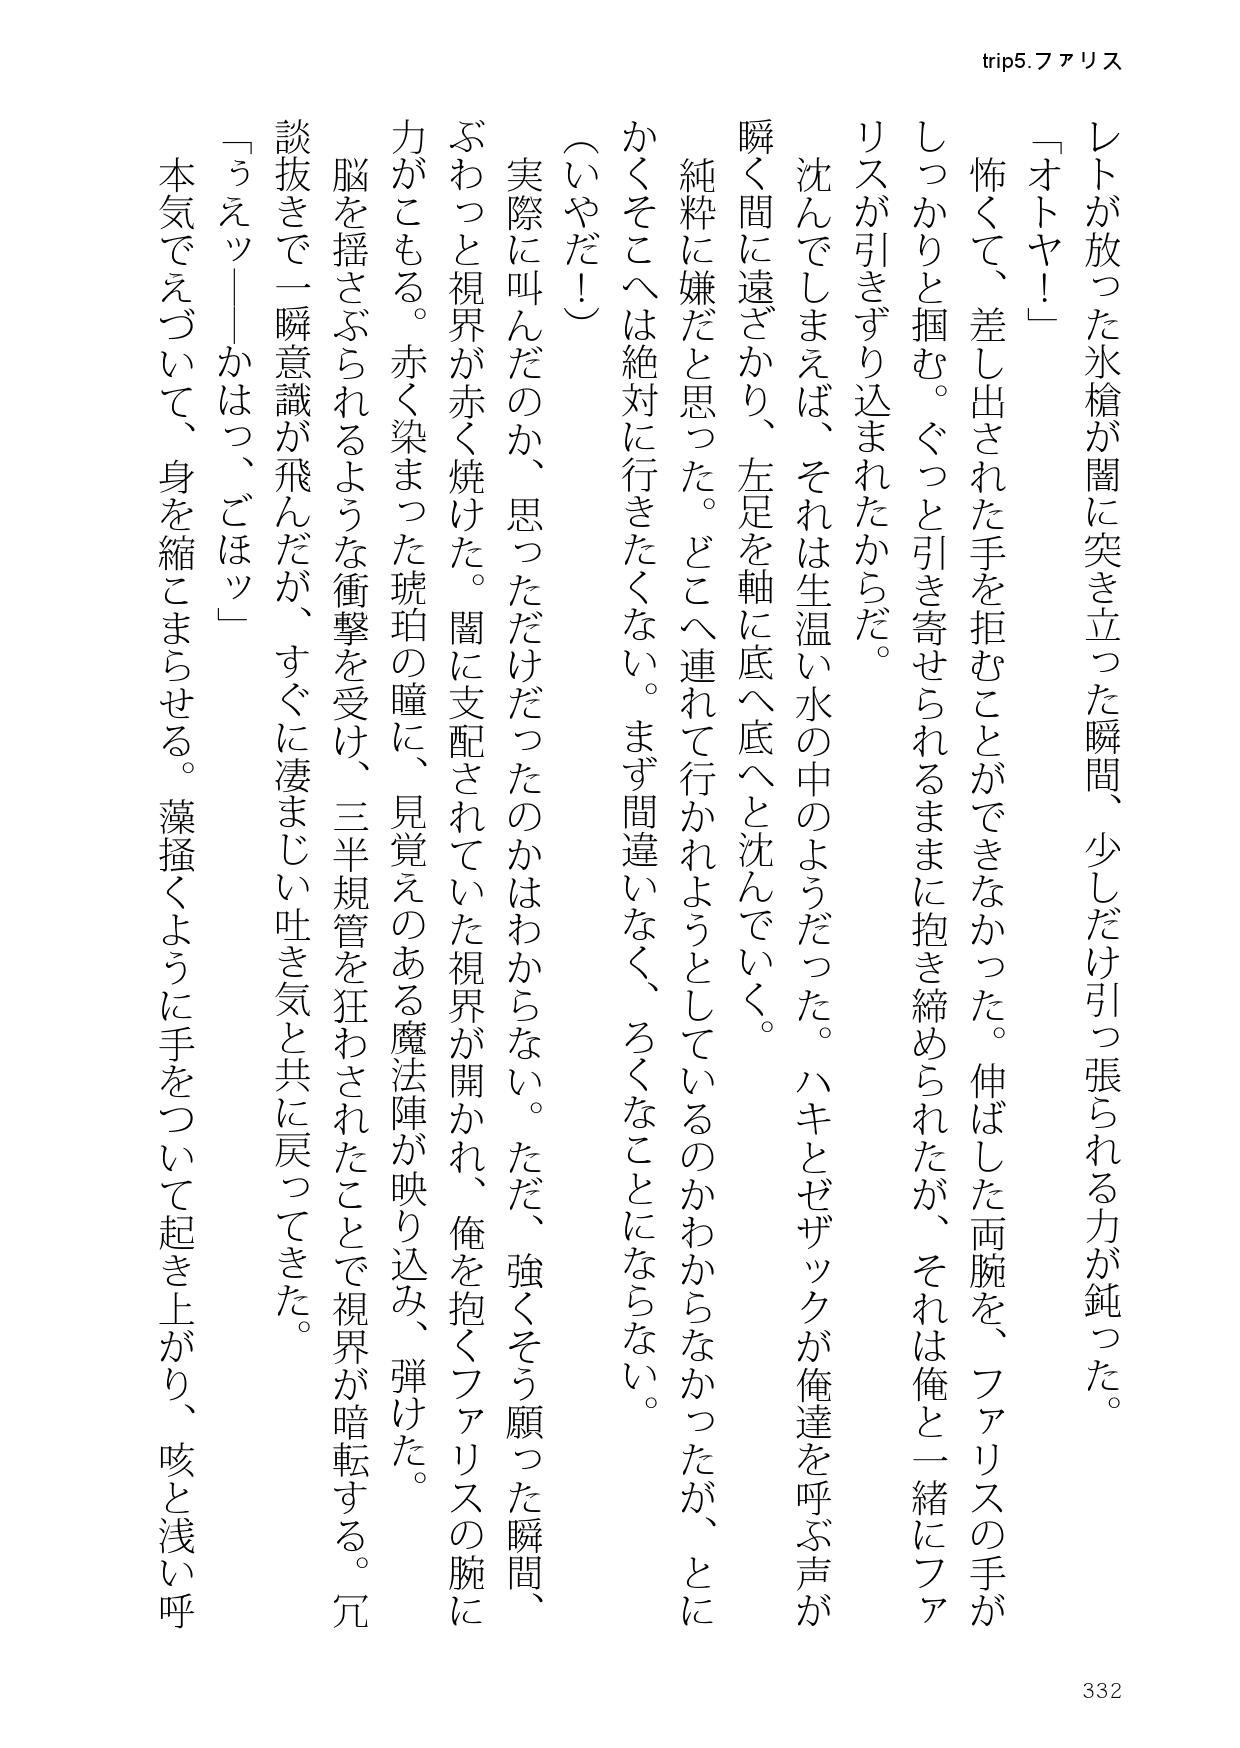 trip5.ファリス
レトが放った氷槍が闇に突き立った瞬間、少しだけ引っ張られる力が鈍った。
「オトヤ！」
　怖くて、差し出された手を拒むことができなかった。伸ばした両腕を、ファリスの手が
しっかりと掴む。ぐっと引き寄せられるままに抱き締められたが、それは俺と一緒にファ
リスが引きずり込まれたからだ。
　沈んでしまえば、それは生温い水の中のようだった。ハキとゼザックが俺達を呼ぶ声が
瞬く間に遠ざかり、左足を軸に底へ底へと沈んでいく。
　純粋に嫌だと思った。どこへ連れて行かれようとしているのかわからなかったが、とに
かくそこへは絶対に行きたくない。まず間違いなく、ろくなことにならない。
（いやだ！）
　実際に叫んだのか、思っただけだったのかはわからない。ただ、強くそう願った瞬間、
ぶわっと視界が赤く焼けた。闇に支配されていた視界が開かれ、俺を抱くファリスの腕に
力がこもる。赤く染まった琥珀の瞳に、見覚えのある魔法陣が映り込み、弾けた。
　脳を揺さぶられるような衝撃を受け、三半規管を狂わされたことで視界が暗転する。冗
談抜きで一瞬意識が飛んだが、すぐに凄まじい吐き気と共に戻ってきた。
「うえッ――かはっ、ごほッ」
　本気でえづいて、身を縮こまらせる。藻掻くように手をついて起き上がり、咳と浅い呼
332